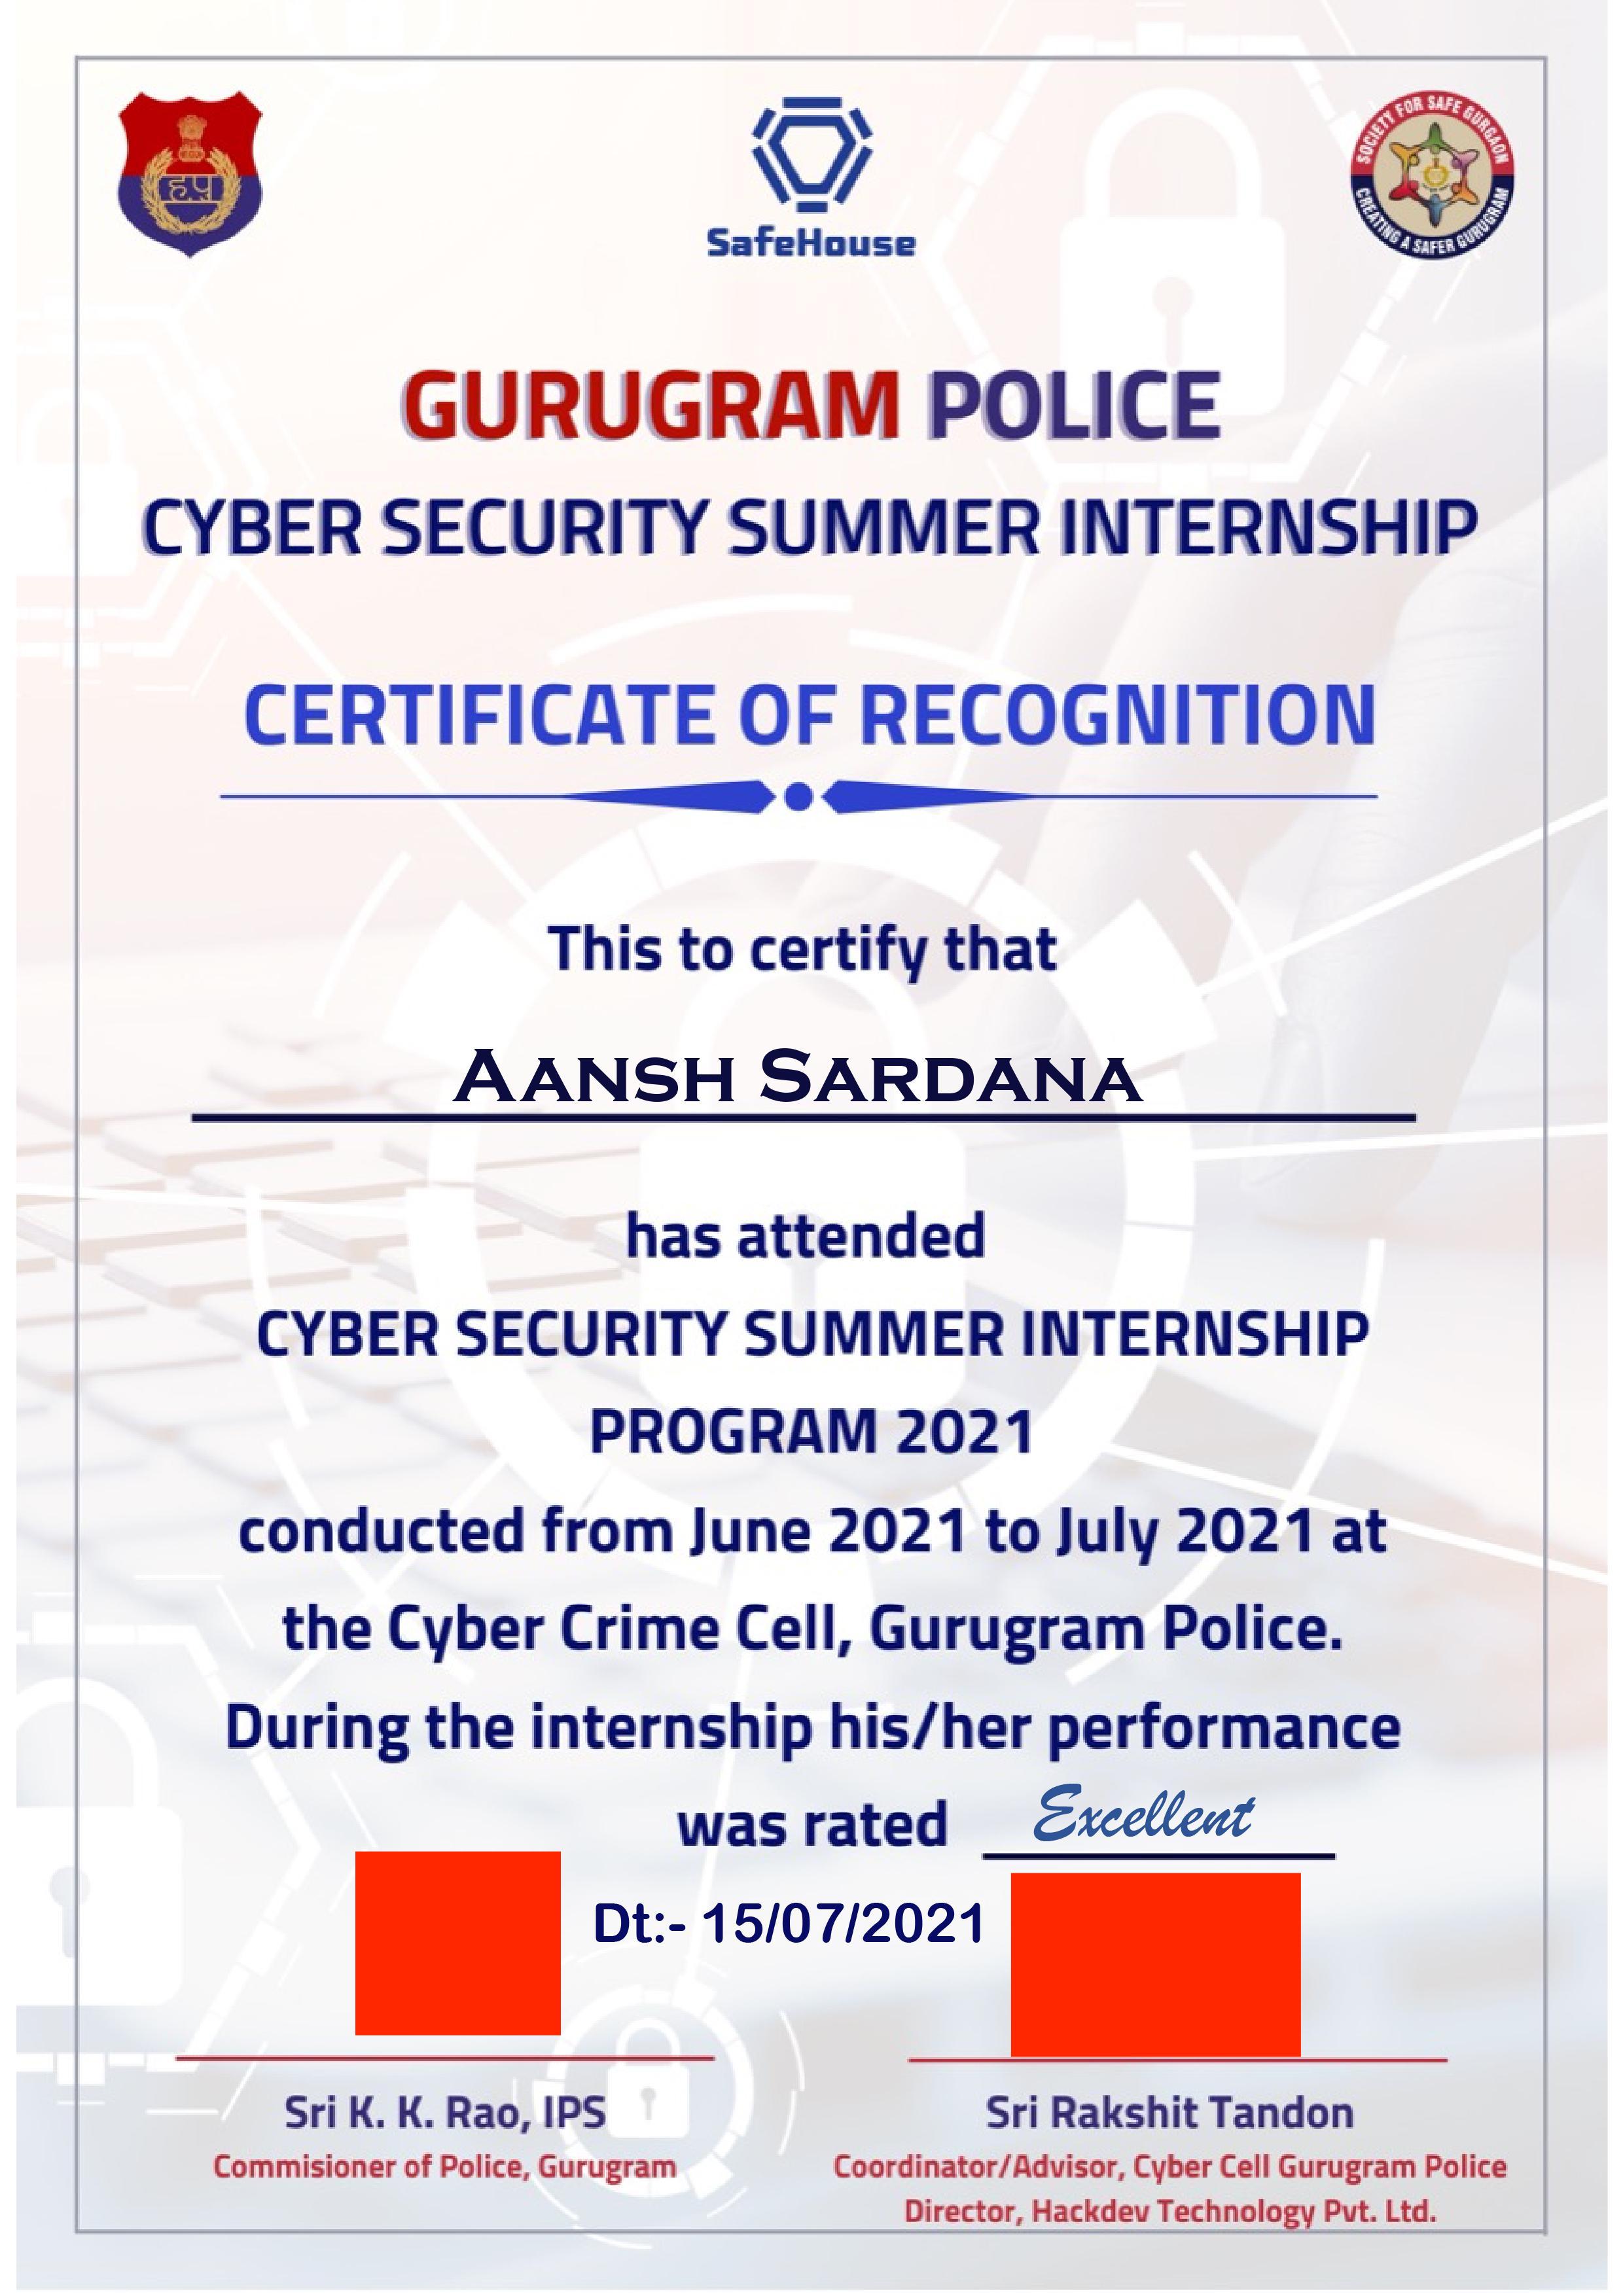 ह.पु
SafeHouse
SOCIETY FOR SAFE GURGAON
CREATING A SAFER GURUGRAM
GURUGRAM POLICE
CYBER SECURITY SUMMER INTERNSHIP
CERTIFICATE OF RECOGNITION
This to certify that
AANSH SARDANA
has attended
CYBER SECURITY SUMMER INTERNSHIP
PROGRAM 2021
conducted from June 2021 to July 2021 at
the Cyber Crime Cell, Gurugram Police.
During the internship his/her performance
was rated Excellent
Dt:- 15/07/2021
Sri K. K. Rao, IPS
Commisioner of Police, Gurugram
Sri Rakshit Tandon
Coordinator/Advisor, Cyber Cell Gurugram Police
Director, Hackdev Technology Pvt. Ltd.